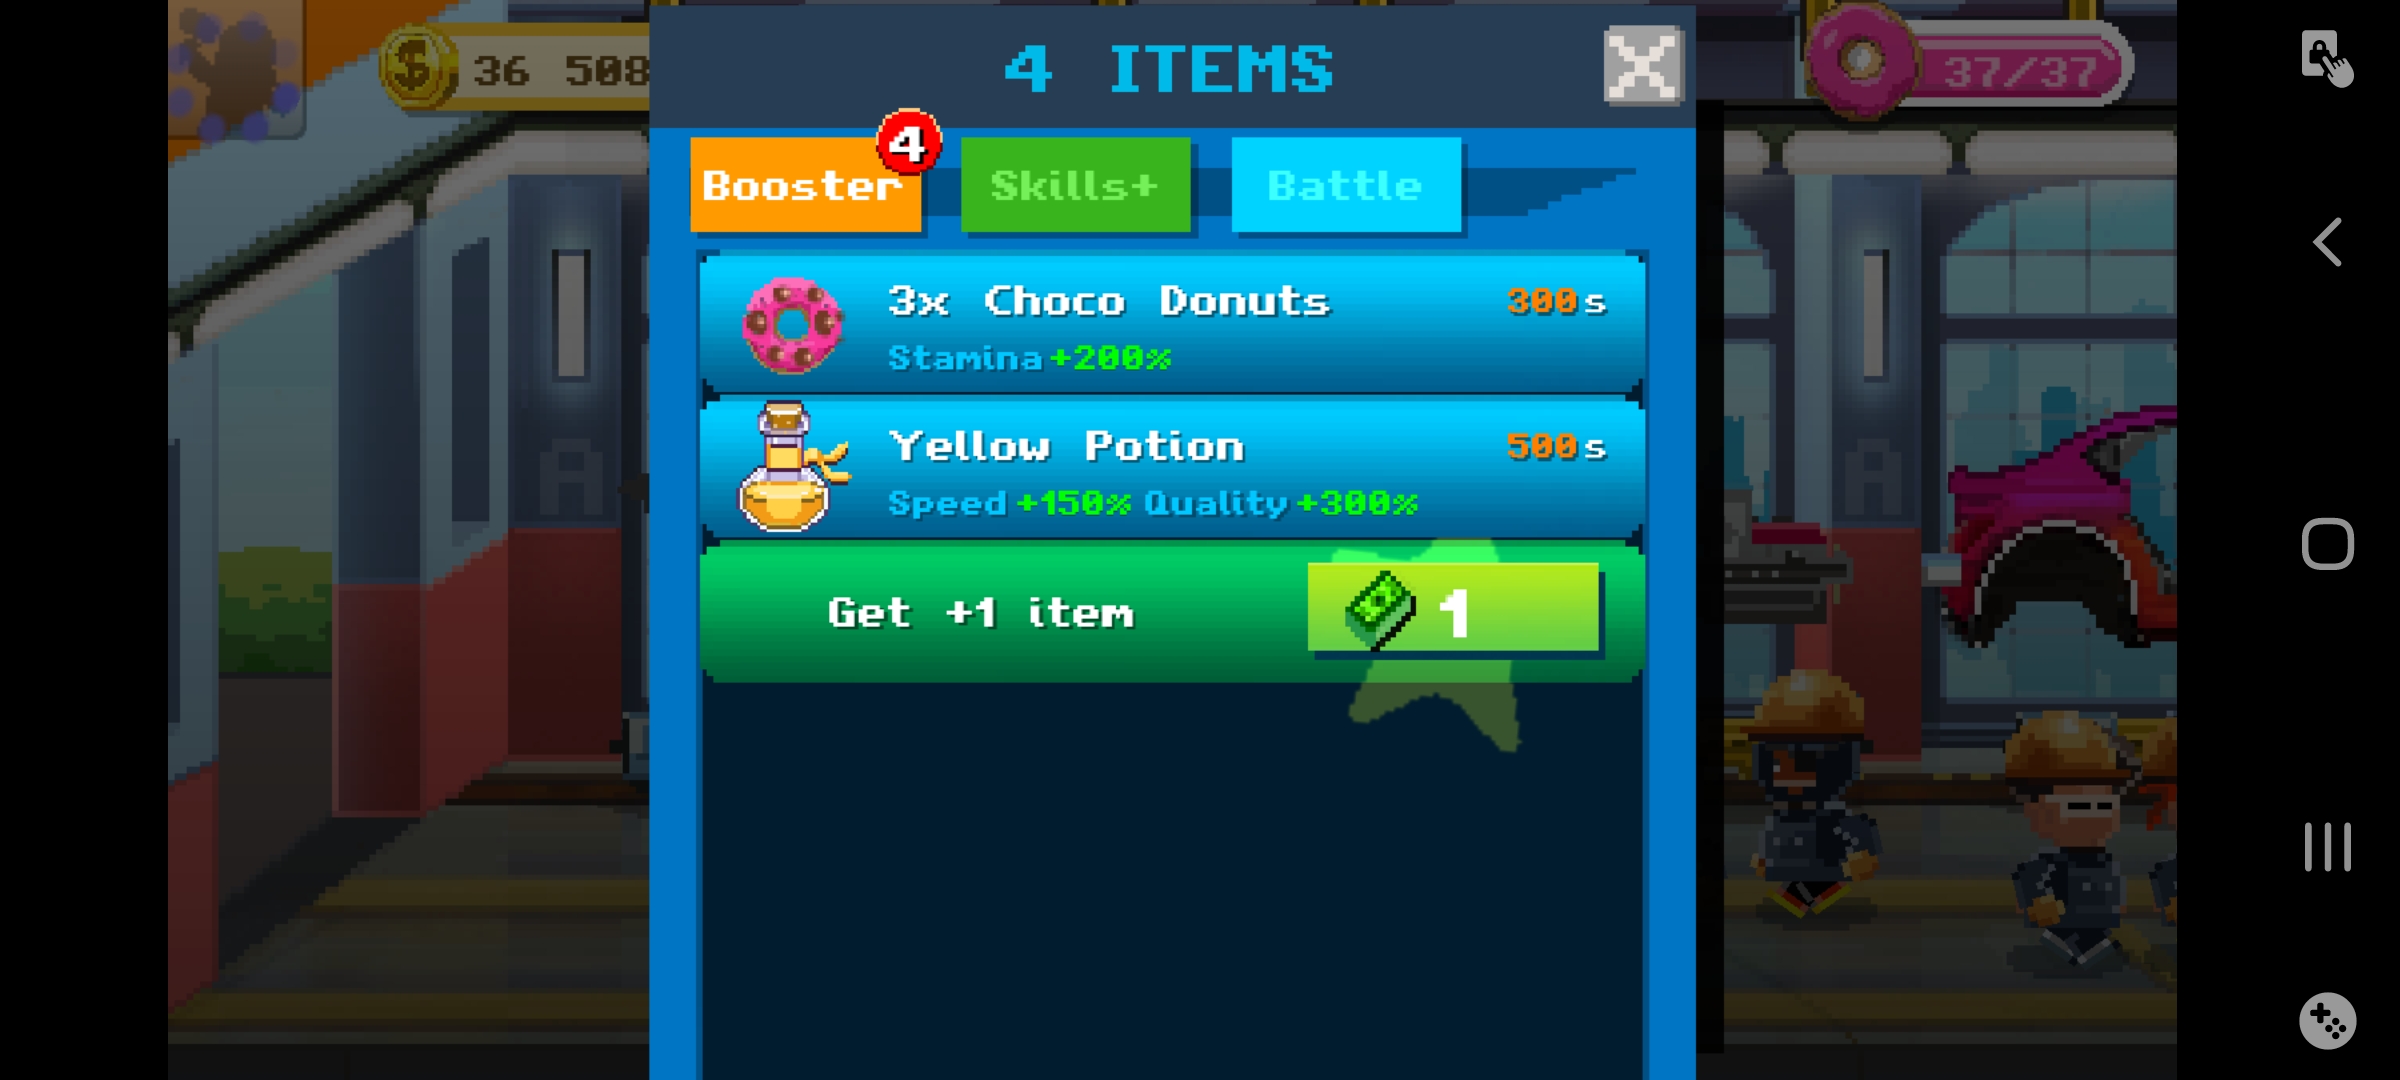 36 508
4 ITEMS
37/37
4
Booster
Skills+
Battle
3x Choco Donuts
300s
Stamina +200%
Yellow Potion
500s
Speed +150% Quality +300%
Get +1 item
1
A
A